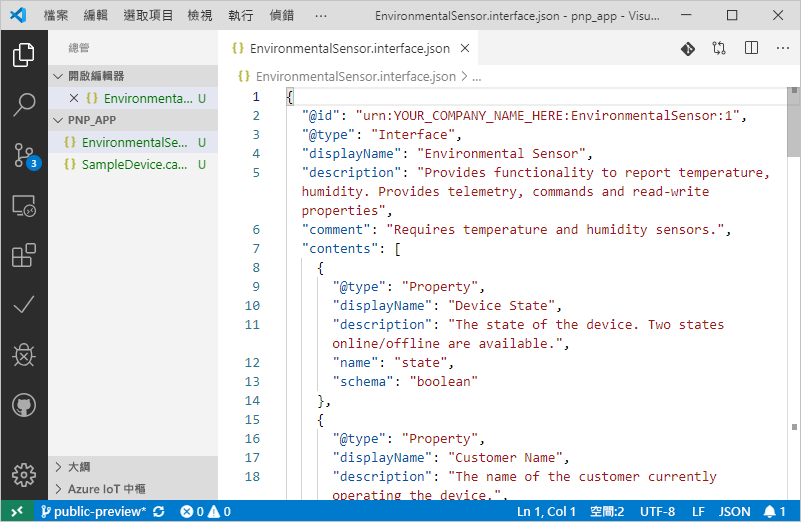 檔案 編輯 選取項目 檢視 執行 偵錯 ··· EnvironmentalSensor.interface.json - pnp_app - Visu...
總管
開啟編輯器
{} Environmenta... U
PNP_APP
{} EnvironmentalSe... U
{} SampleDevice.ca... U
3
大綱
Azure IoT 中樞
{} EnvironmentalSensor.interface.json
{} EnvironmentalSensor.interface.json > ...
1 {
2 "@id": "urn:YOUR_COMPANY_NAME_HERE:EnvironmentalSensor:1",
3 "@type": "Interface",
4 "displayName": "Environmental Sensor",
5 "description": "Provides functionality to report temperature,
humidity. Provides telemetry, commands and read-write
properties",
6 "comment": "Requires temperature and humidity sensors.",
7 "contents": [
8 {
9 "@type": "Property",
10 "displayName": "Device State",
11 "description": "The state of the device. Two states
online/offline are available.",
12 "name": "state",
13 "schema": "boolean"
14 },
15 {
16 "@type": "Property",
17 "displayName": "Customer Name",
18 "description": "The name of the customer currently
operating the device.",
public-preview* 0 0 Ln 1, Col 1 空間:2 UTF-8 LF JSON 1